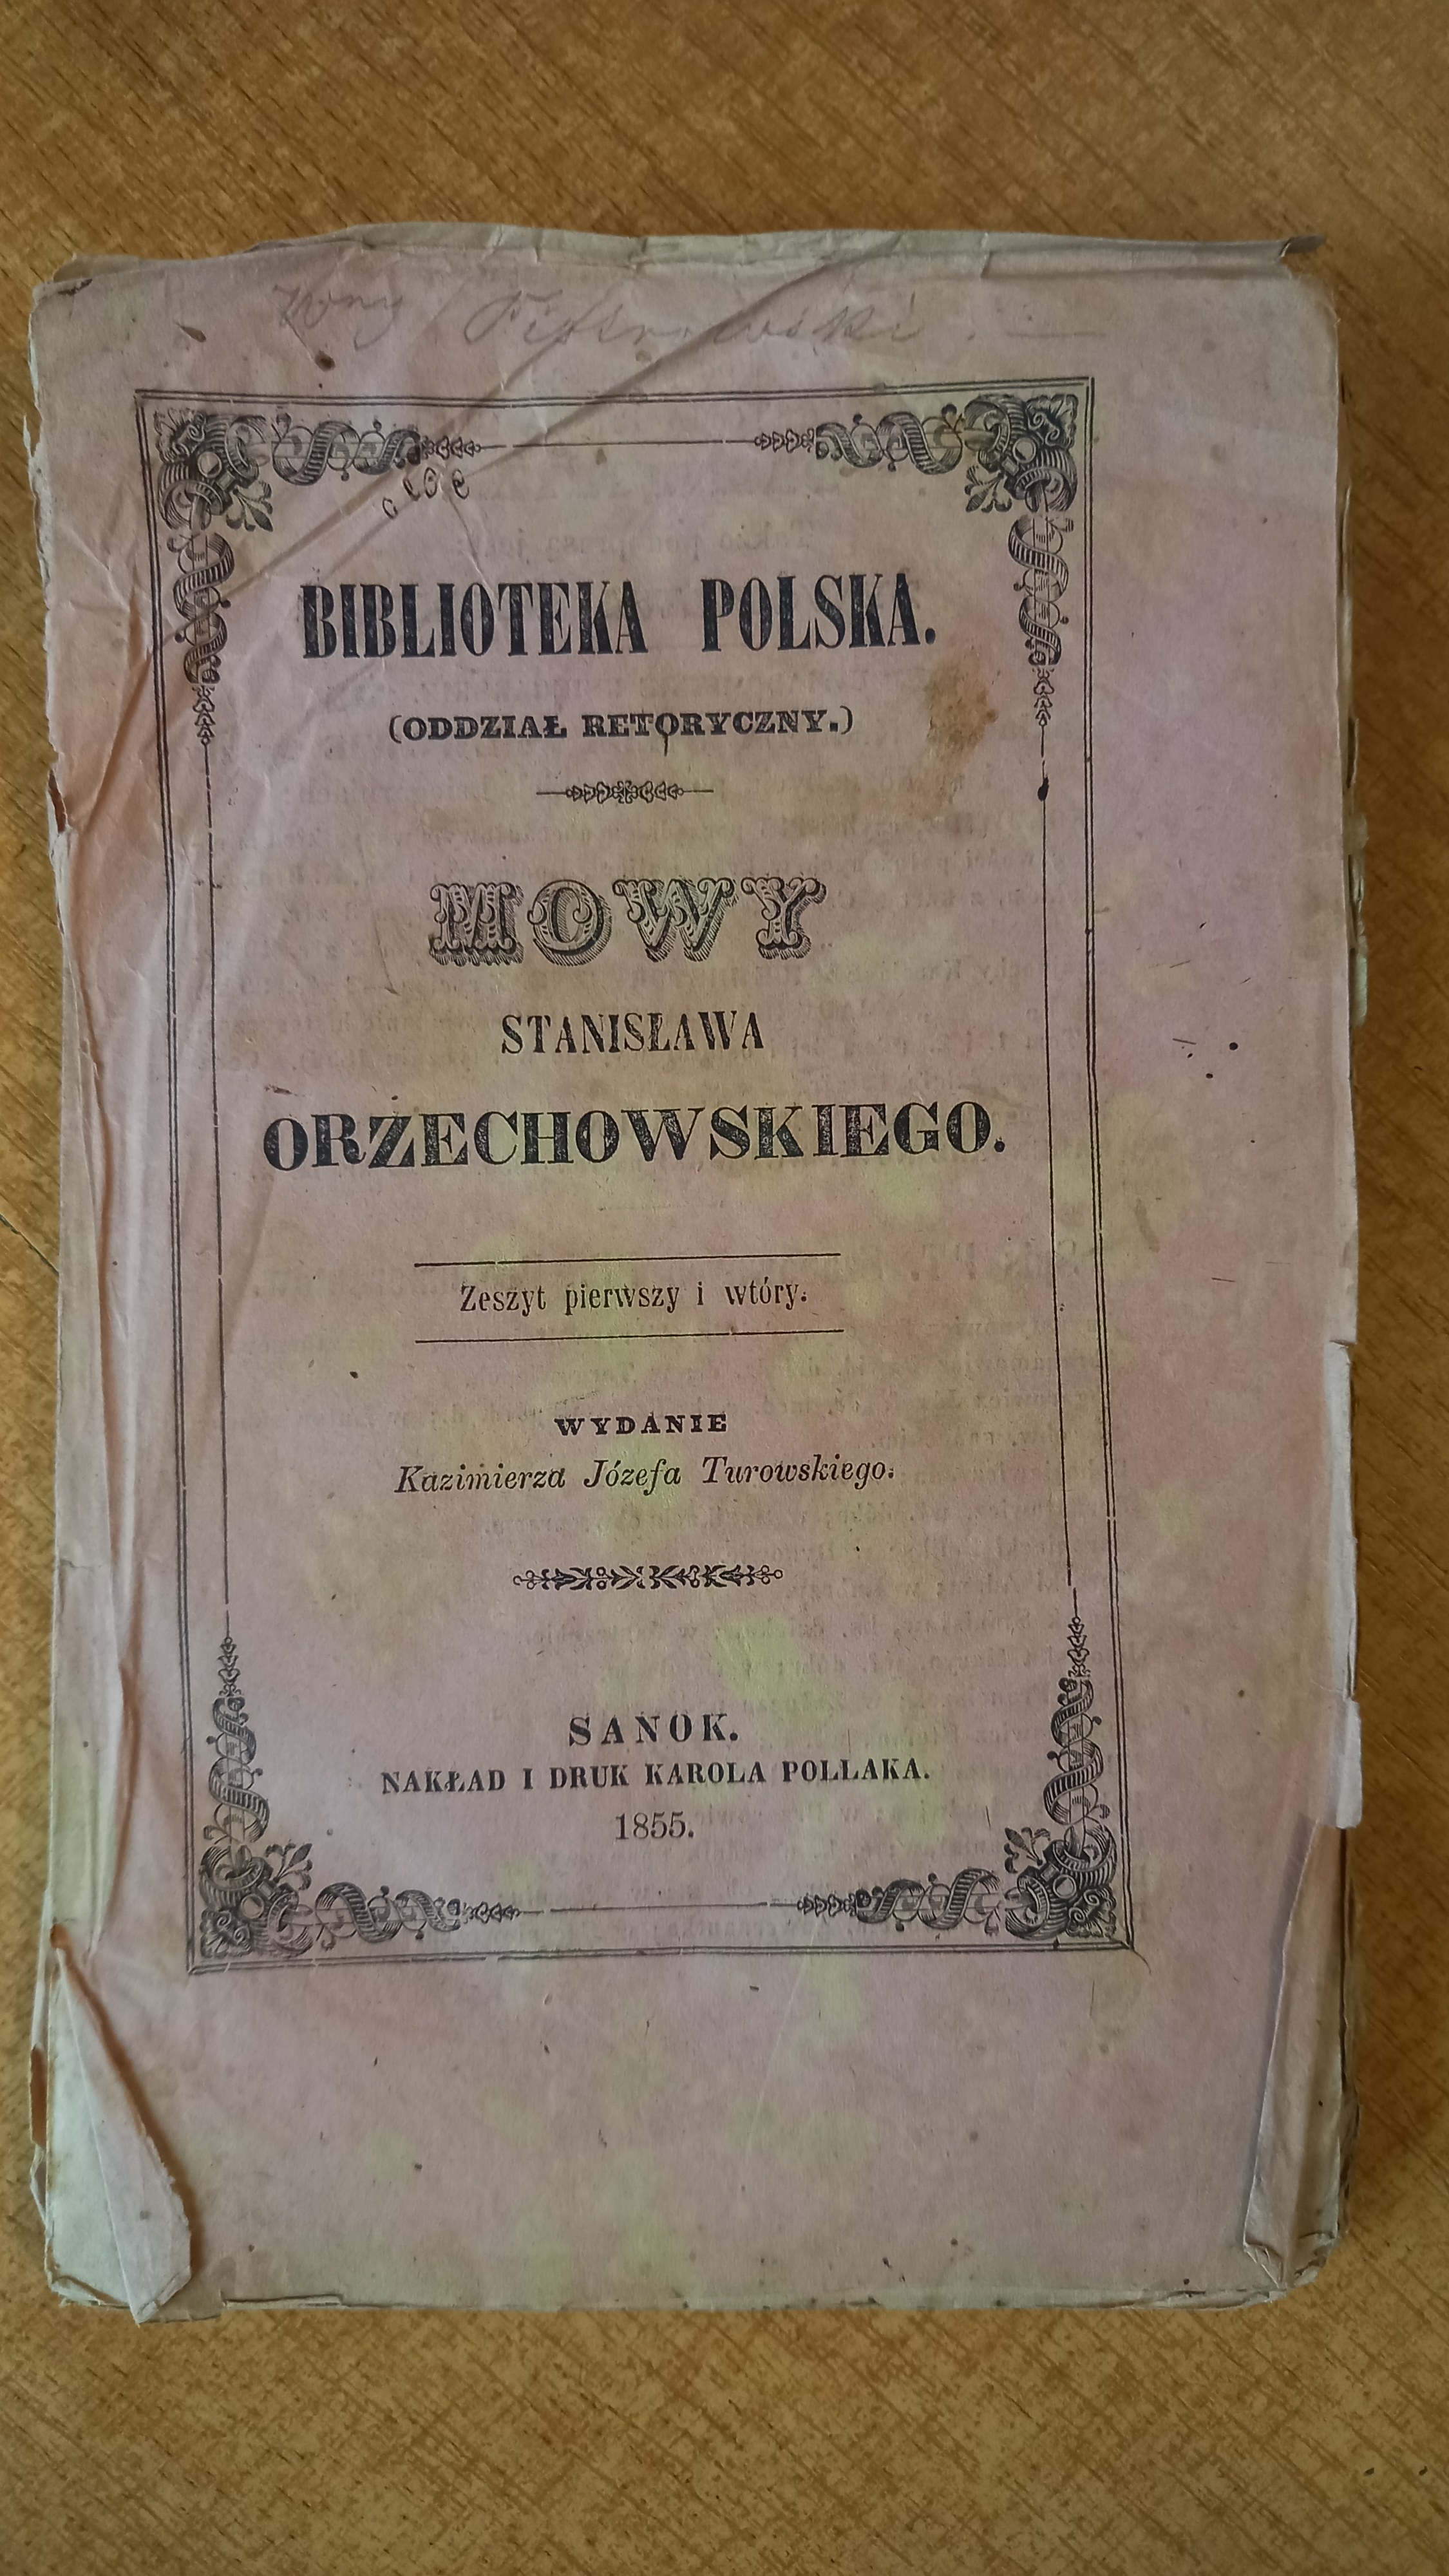 Piotrowski
BIBLIOTEKA POLSKA.
(ODDZIAŁ RETORYCZNY.)
MOWY
STANISŁAWA
ORZECHOWSKIEGO.
Zeszyt pierwszy i wtóry.
WYDANIE
Kazimierza Józefa Turowskiego.
SANOK.
NAKŁAD I DRUK KAROLA POLLAKA.
1855.